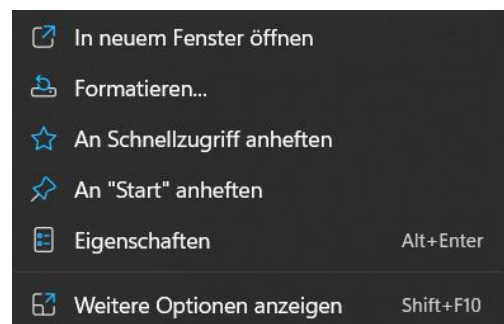 In neuem Fenster öffnen
Formatieren...
An Schnellzugriff anheften
An "Start" anheften
Eigenschaften Alt+Enter
Weitere Optionen anzeigen Shift+F10